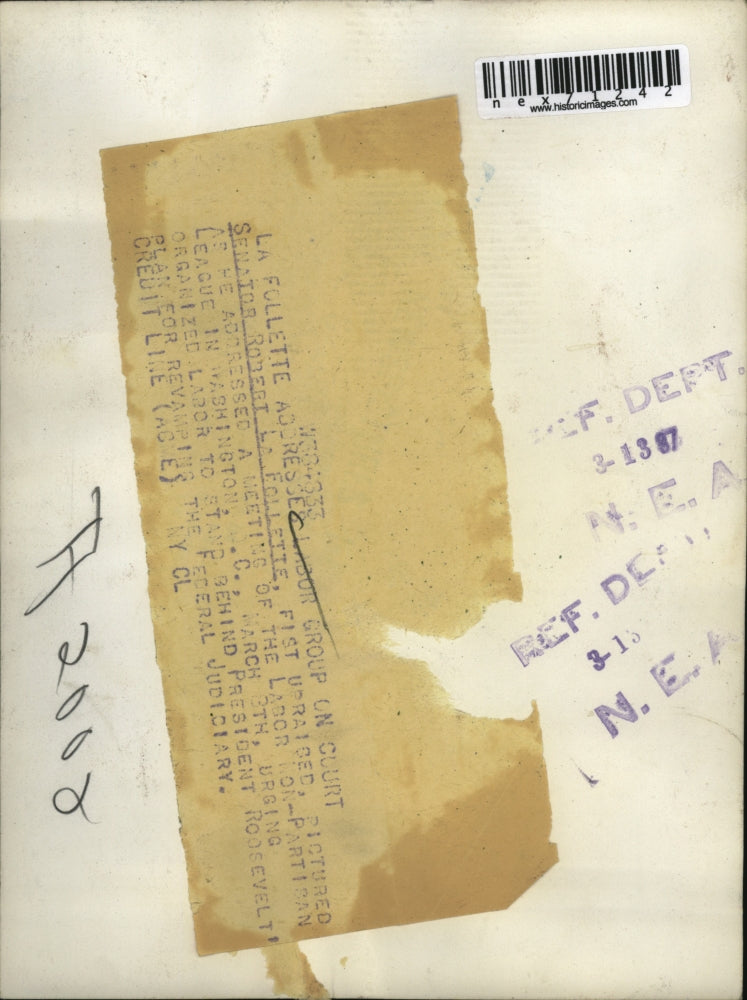 nex71242
www.historicimages.com
LA FOLLETTE ADDRESSES LABOR GROUP ON COURT
SENATOR ROBERT LA FOLLETTE, FIST UPRAISED, PICTURED
AS HE ADDRESSED A MEETING OF THE LABOR NON-PARTISAN
LEAGUE IN WASHINGTON, D.C., MARCH 8TH, URGING
ORGANIZED LABOR TO STAND BEHIND PRESIDENT ROOSEVELT'
PLAN FOR REVAMPING THE FEDERAL JUDICIARY.
CREDIT LINE (ACME) NY CL
REF. DEPT.
3-13 37
N. E. A
REF. DE
3-13
N. E. A